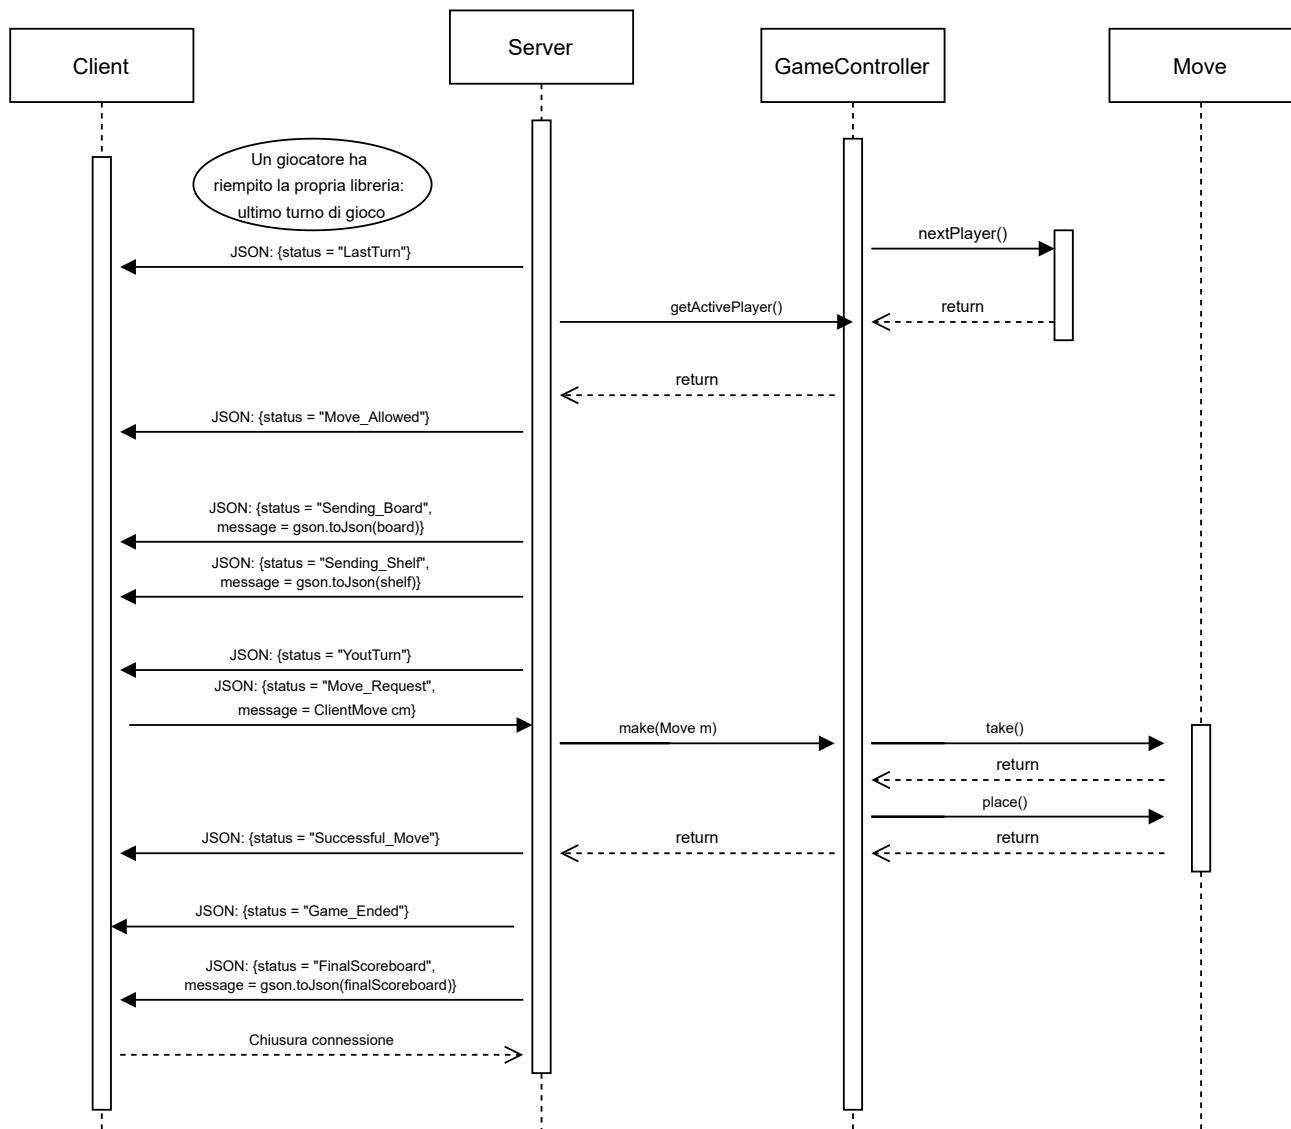 Client
Server
GameController
Move
Un giocatore ha
riempito la propria libreria:
ultimo turno di gioco
nextPlayer()
JSON: {status = "LastTurn"}
getActivePlayer()
return
return
JSON: {status = "Move_Allowed"}
JSON: {status = "Sending_Board",
message = gson.toJson(board)}
JSON: {status = "Sending_Shelf",
message = gson.toJson(shelf)}
JSON: {status = "YoutTurn"}
JSON: {status = "Move_Request",
message = ClientMove cm}
make(Move m)
take()
return
place()
JSON: {status = "Successful_Move"}
return
return
JSON: {status = "Game_Ended"}
JSON: {status = "FinalScoreboard",
message = gson.toJson(finalScoreboard)}
Chiusura connessione